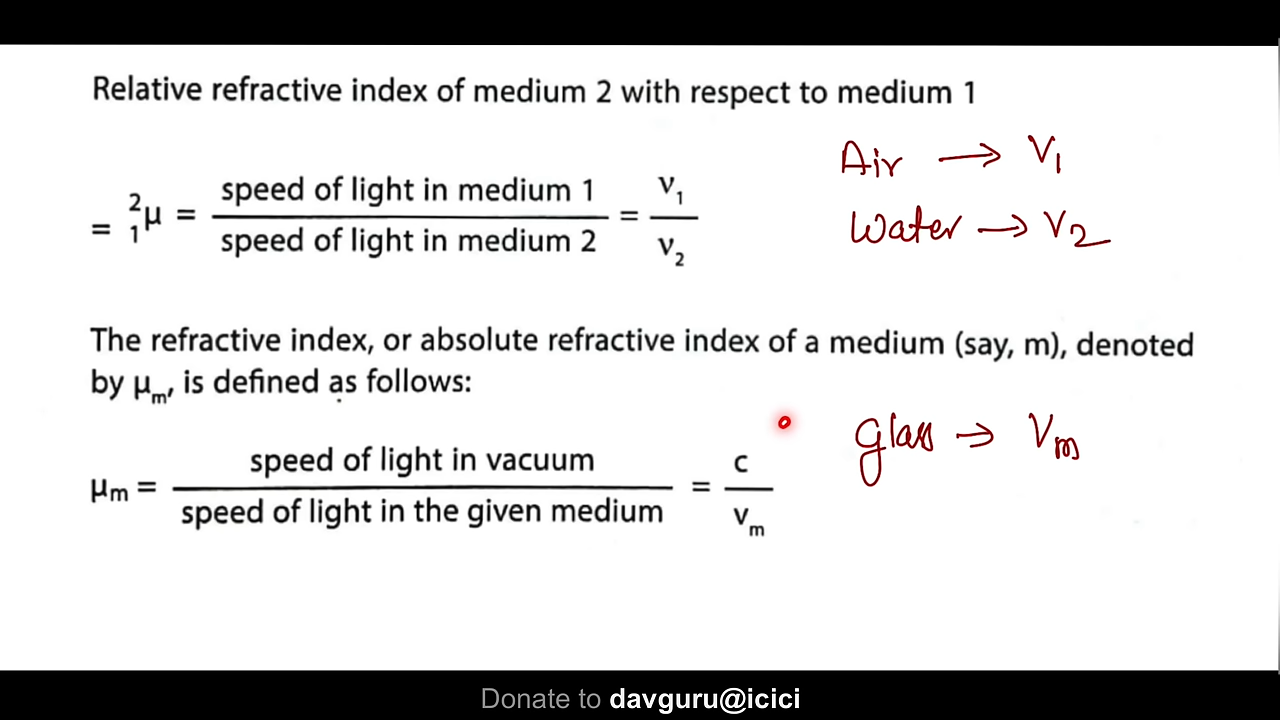 Relative refractive index of medium 2 with respect to medium 1
Air → V₁
= ²₁μ = speed of light in medium 1 / speed of light in medium 2 = v₁ / v₂
Water → V₂
The refractive index, or absolute refractive index of a medium (say, m), denoted
by μₘ, is defined as follows:
Glass → Vₘ
μm = speed of light in vacuum / speed of light in the given medium = c / vₘ
Donate to davguru@icici